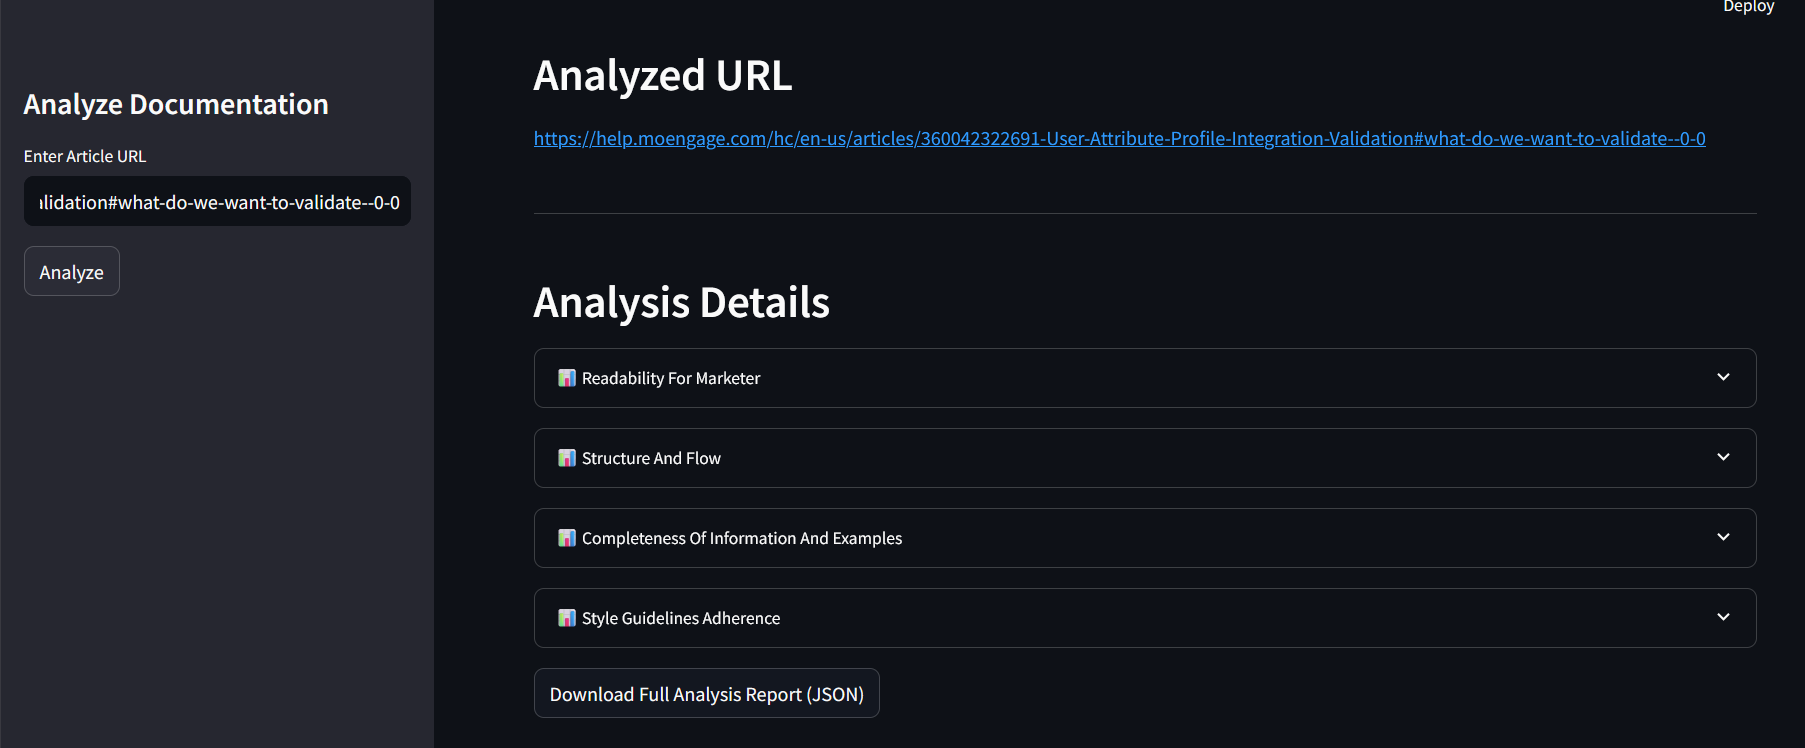 Deploy
Analyze Documentation
Enter Article URL
alidation#what-do-we-want-to-validate--0-0
Analyze
Analyzed URL
https://help.moengage.com/hc/en-us/articles/360042322691-User-Attribute-Profile-Integration-Validation#what-do-we-want-to-validate--0-0
Analysis Details
Readability For Marketer
Structure And Flow
Completeness Of Information And Examples
Style Guidelines Adherence
Download Full Analysis Report (JSON)